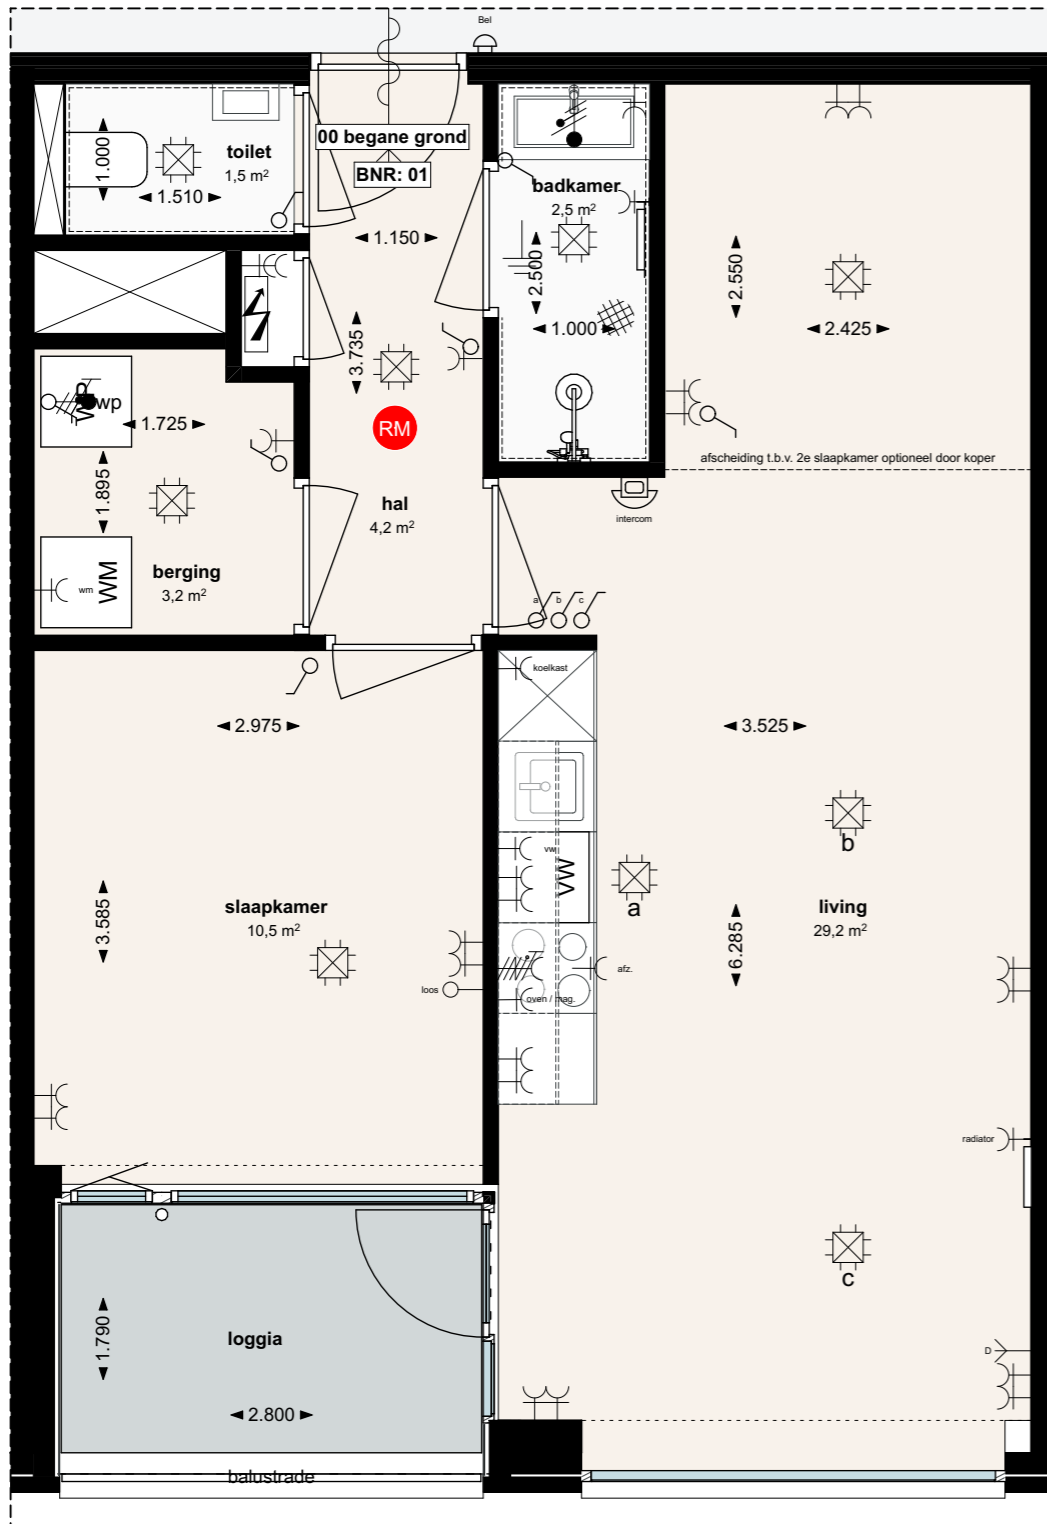 Bel
00 begane grond
BNR: 01
toilet
1,5 m²
1.000
1.510
badkamer
2,5 m²
2.500
1.000
1.150
3.735
2.550
2.425
RM
WP
wp
1.725
1.895
afscheiding t.b.v. 2e slaapkamer optioneel door koper
intercom
hal
4,2 m²
berging
3,2 m²
wm
WM
a
b
c
koelkast
2.975
3.525
b
vw
VW
a
slaapkamer
10,5 m²
3.585
living
29,2 m²
6.285
loos
afz.
oven / mag.
radiator
c
D
loggia
1.790
2.800
balustrade